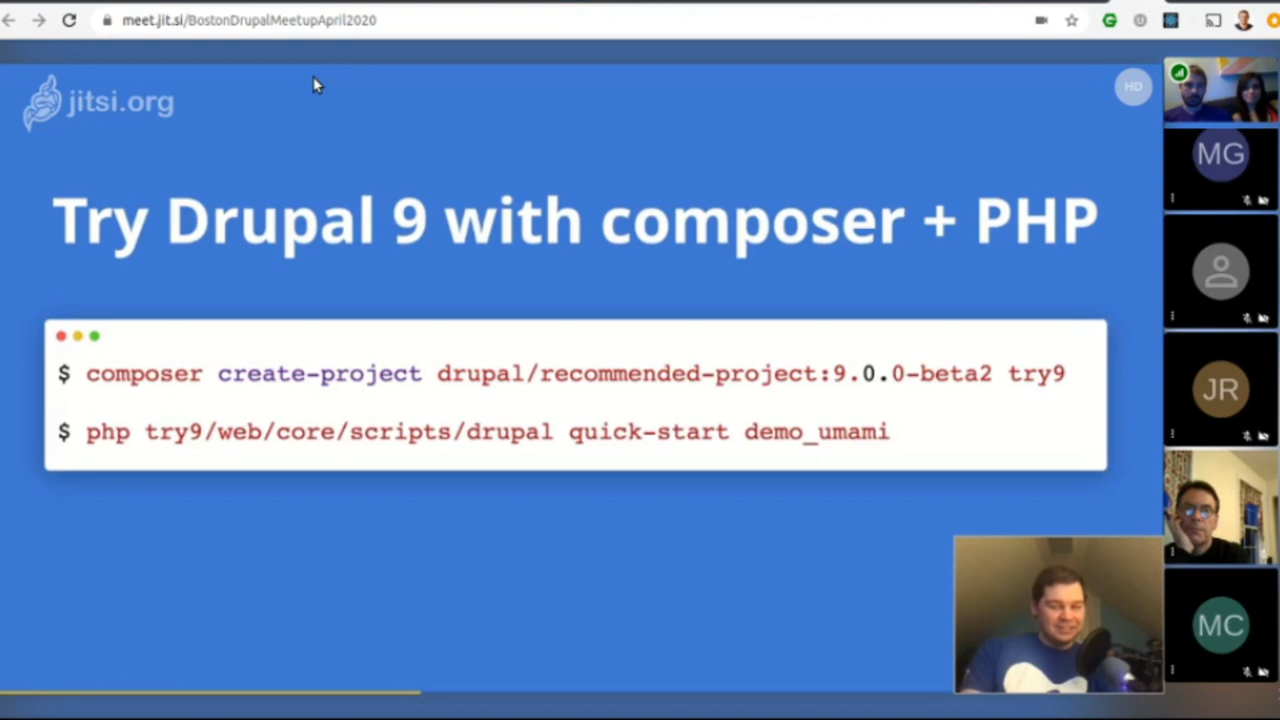 meet.jit.si/BostonDrupalMeetupApril2020
jitsi.org
HD
Try Drupal 9 with composer + PHP
$ composer create-project drupal/recommended-project:9.0.0-beta2 try9
$ php try9/web/core/scripts/drupal quick-start demo_umami
MG
JR
MC